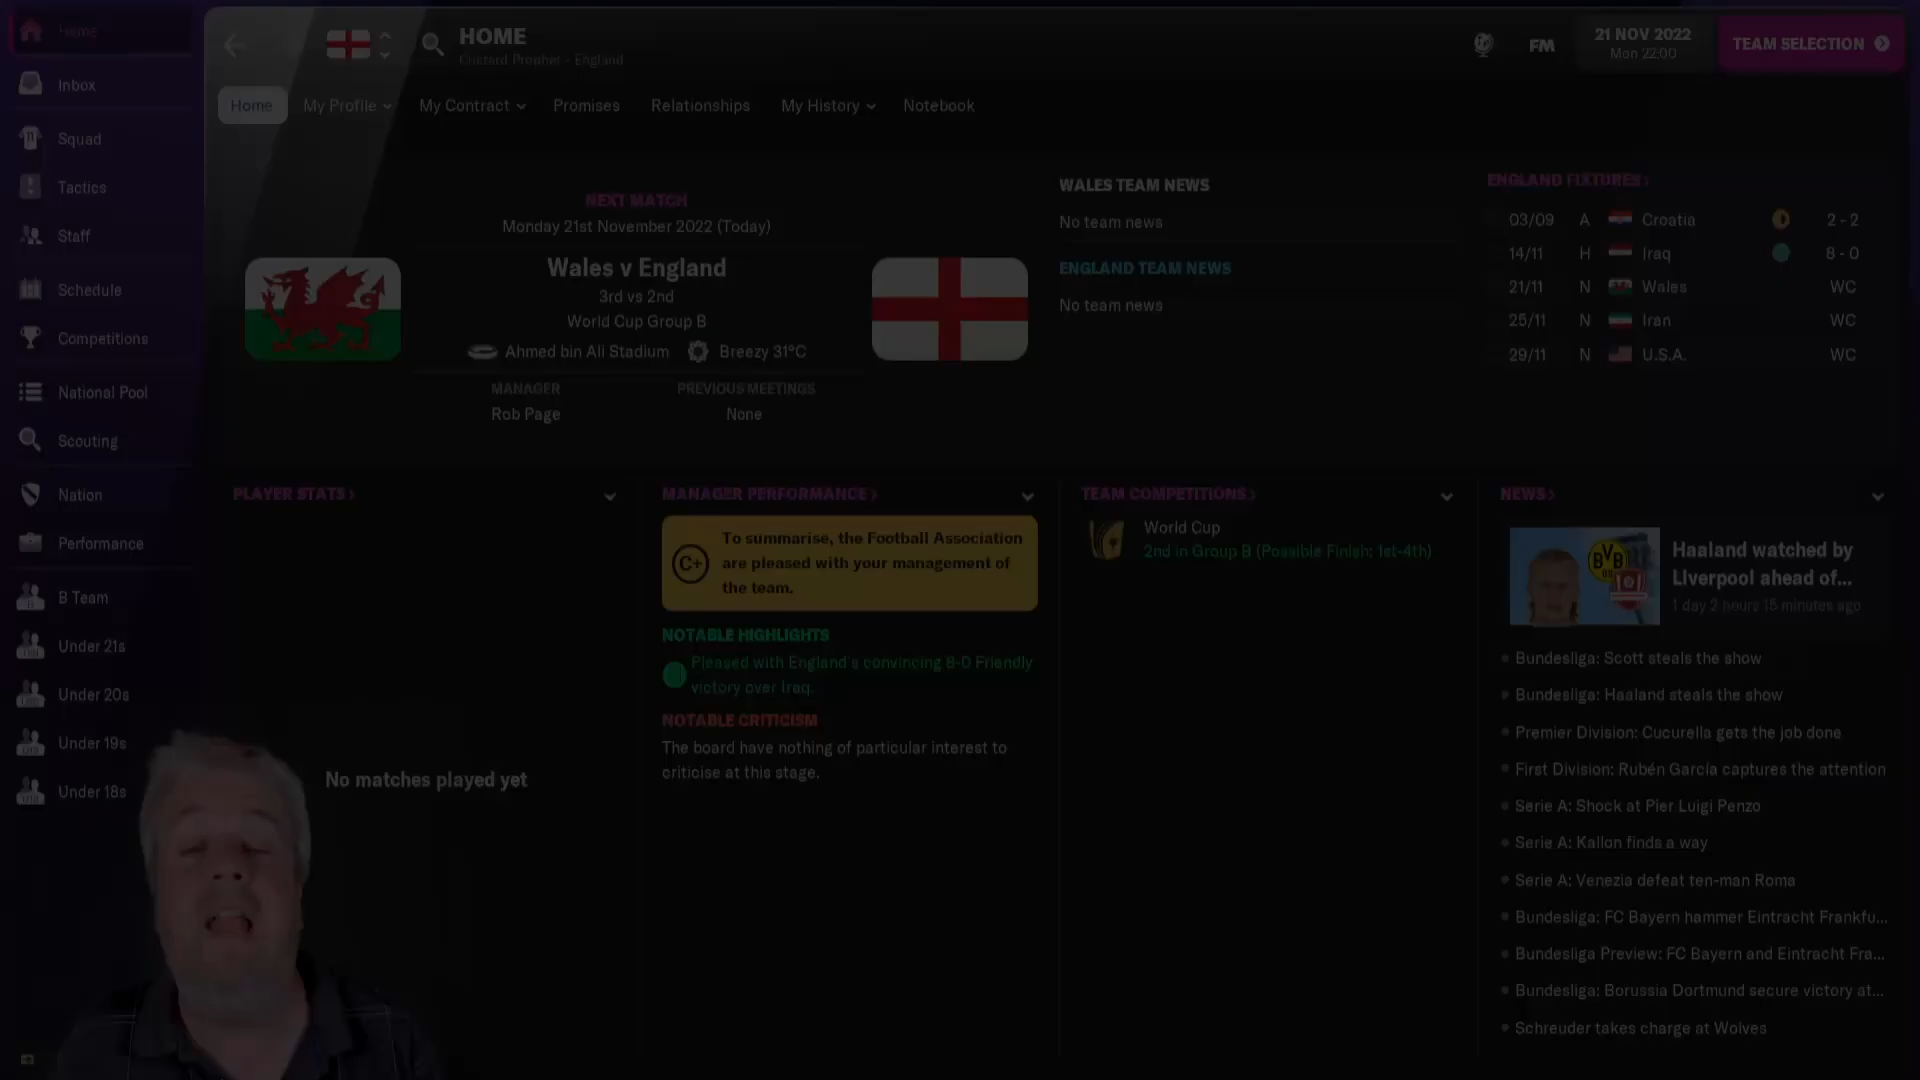 Home
Inbox
Squad
Tactics
Staff
Schedule
Competitions
National Pool
Scouting
Nation
Performance
B Team
Under 21s
Under 20s
Under 19s
Under 18s
HOME
Custard Prophet - England
FM
21 NOV 2022
Mon 22:00
TEAM SELECTION
Home
My Profile
My Contract
Promises
Relationships
My History
Notebook
NEXT MATCH
Monday 21st November 2022 (Today)
Wales v England
3rd vs 2nd
World Cup Group B
Ahmed bin Ali Stadium
Breezy 31°C
MANAGER
Rob Page
PREVIOUS MEETINGS
None
WALES TEAM NEWS
No team news
ENGLAND TEAM NEWS
No team news
ENGLAND FIXTURES
03/09 A Croatia 2 - 2
14/11 H Iraq 8 - 0
21/11 N Wales WC
25/11 N Iran WC
29/11 N U.S.A. WC
PLAYER STATS
No matches played yet
MANAGER PERFORMANCE
C+
To summarise, the Football Association
are pleased with your management of
the team.
NOTABLE HIGHLIGHTS
Pleased with England's convincing 8-0 Friendly
victory over Iraq.
NOTABLE CRITICISM
The board have nothing of particular interest to
criticise at this stage.
TEAM COMPETITIONS
World Cup
2nd in Group B (Possible Finish: 1st-4th)
NEWS
BVB
09
Haaland watched by
LIverpool ahead of...
1 day 2 hours 15 minutes ago
Bundesliga: Scott steals the show
Bundesliga: Haaland steals the show
Premier Division: Cucurella gets the job done
First Division: Rubén García captures the attention
Serie A: Shock at Pier Luigi Penzo
Serie A: Kallon finds a way
Serie A: Venezia defeat ten-man Roma
Bundesliga: FC Bayern hammer Eintracht Frankfu...
Bundesliga Preview: FC Bayern and Eintracht Fra...
Bundesliga: Borussia Dortmund secure victory at...
Schreuder takes charge at Wolves